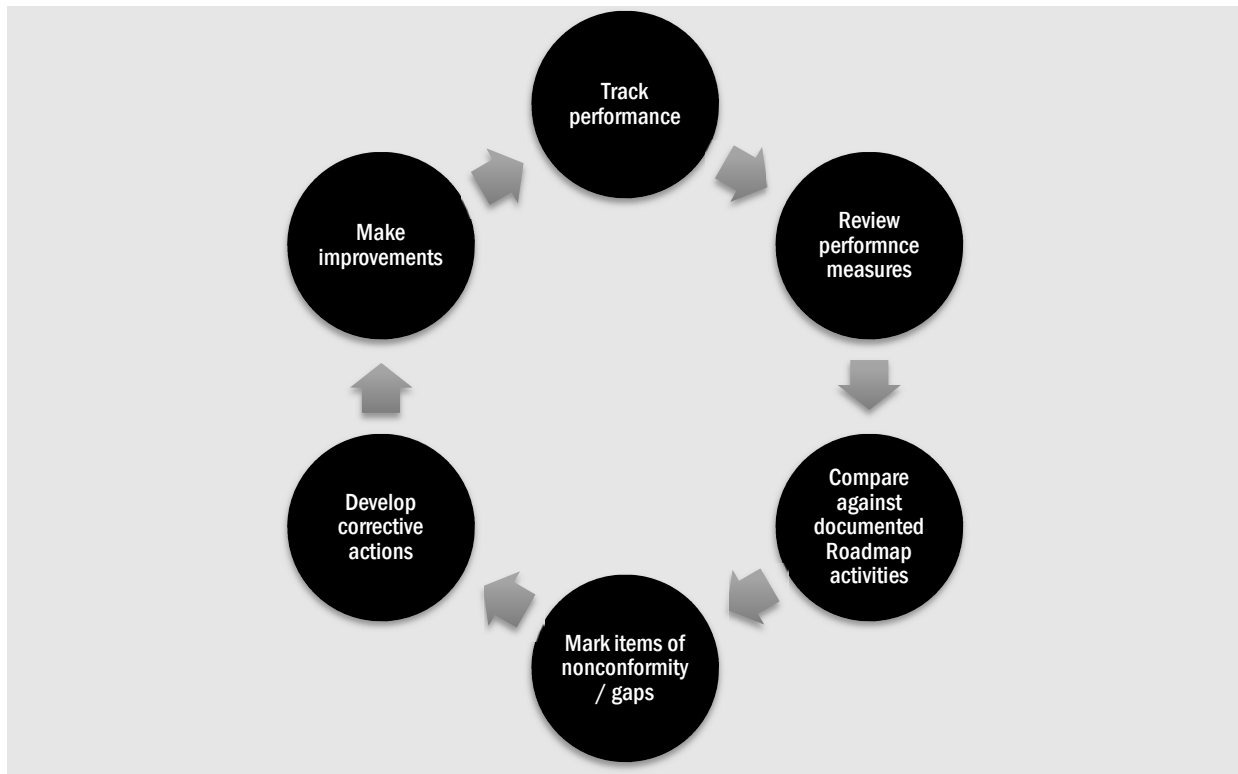 Track
performance
Review
performnce
measures
Compare
against
documented
Roadmap
activities
Mark items of
nonconformity
/ gaps
Develop
corrective
actions
Make
improvements